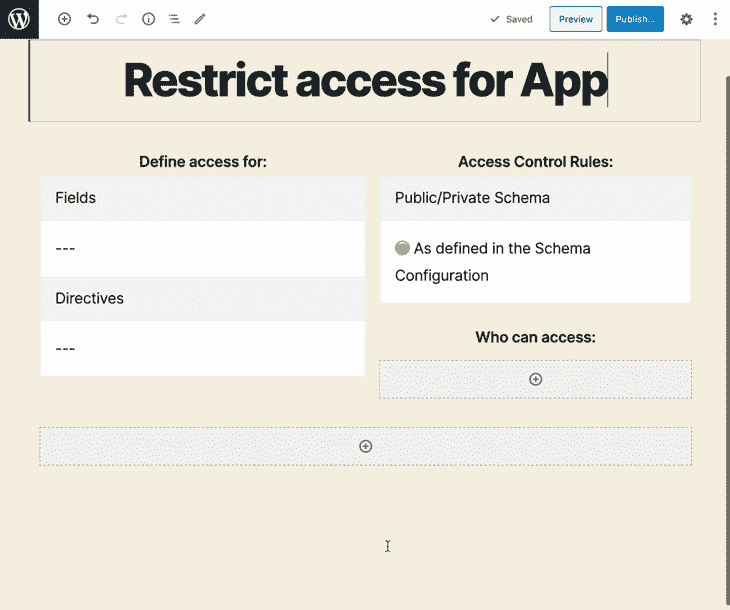 Saved
Preview
Publish...
Restrict access for App
Define access for:
Fields
---
Directives
---
Access Control Rules:
Public/Private Schema
As defined in the Schema
Configuration
Who can access: